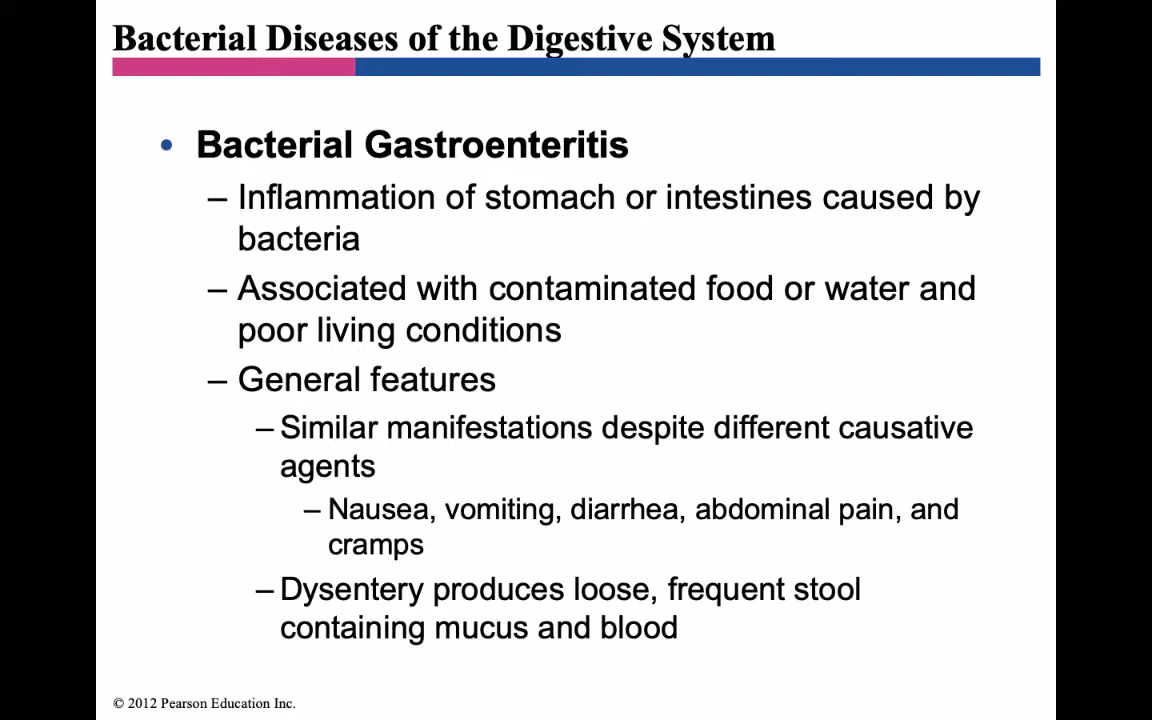 Bacterial Diseases of the Digestive System
• Bacterial Gastroenteritis
– Inflammation of stomach or intestines caused by
bacteria
– Associated with contaminated food or water and
poor living conditions
– General features
– Similar manifestations despite different causative
agents
– Nausea, vomiting, diarrhea, abdominal pain, and
cramps
– Dysentery produces loose, frequent stool
containing mucus and blood
© 2012 Pearson Education Inc.